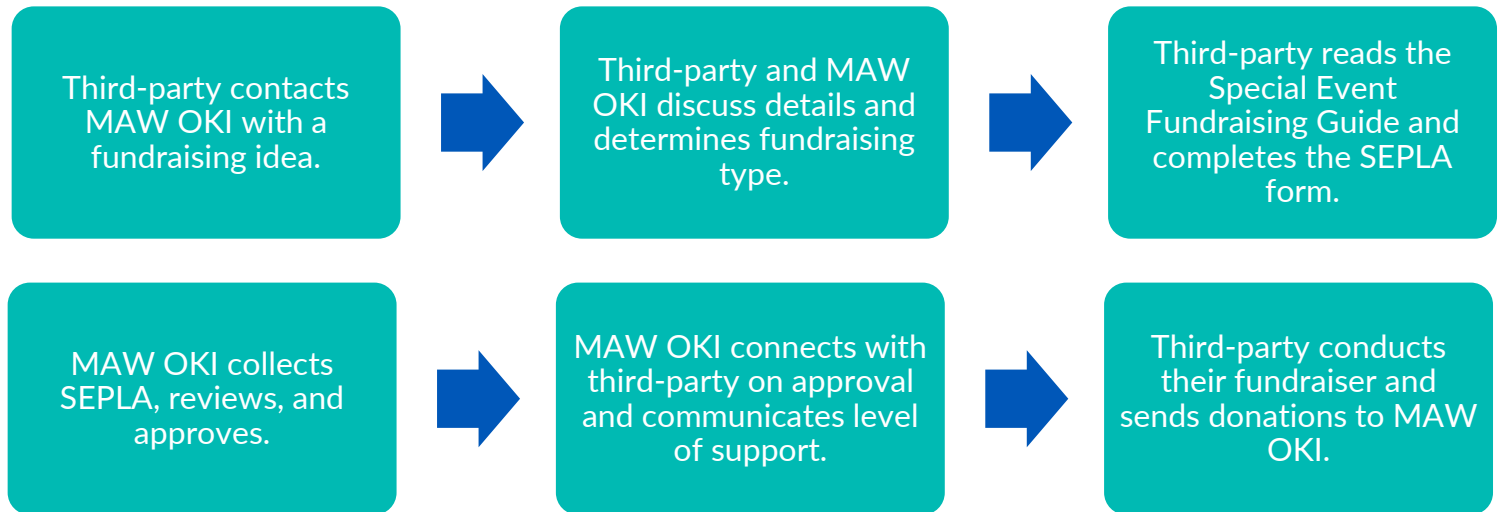 Third-party contacts
MAW OKI with a
fundraising idea.
Third-party and MAW
OKI discuss details and
determines fundraising
type.
Third-party reads the
Special Event
Fundraising Guide and
completes the SEPLA
form.
MAW OKI collects
SEPLA, reviews, and
approves.
MAW OKI connects with
third-party on approval
and communicates level
of support.
Third-party conducts
their fundraiser and
sends donations to MAW
OKI.